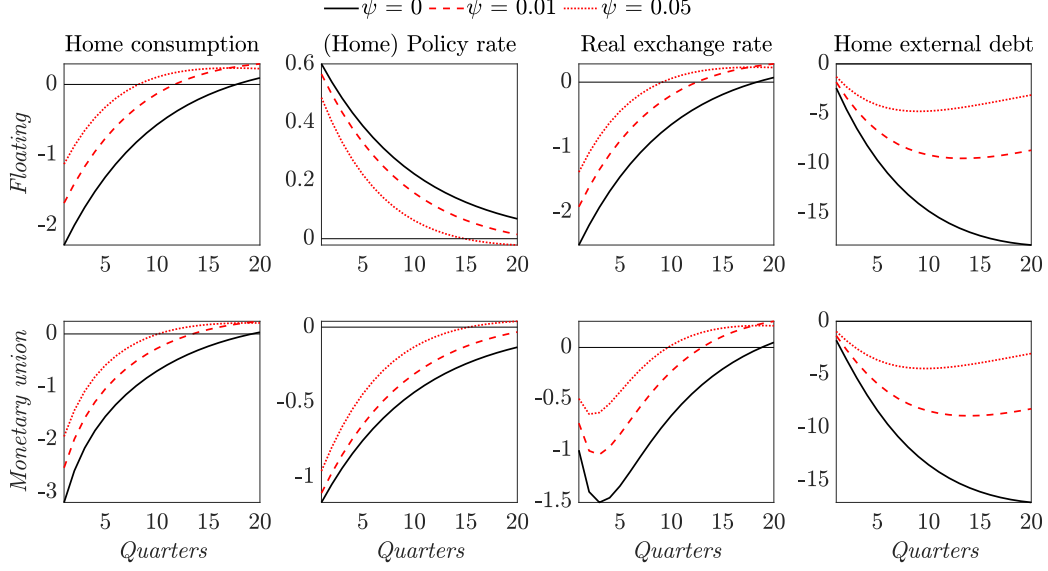 ψ = 0 ψ = 0.01 ψ = 0.05
Home consumption (Home) Policy rate Real exchange rate Home external debt
Floating
0
-1
-2
5 10 15 20
0.6
0.4
0.2
0
5 10 15 20
0
-1
-2
5 10 15 20
0
-5
-10
-15
5 10 15 20
Monetary union
0
-1
-2
-3
5 10 15 20
Quarters
0
-0.5
-1
5 10 15 20
Quarters
0
-0.5
-1
-1.5
5 10 15 20
Quarters
0
-5
-10
-15
5 10 15 20
Quarters